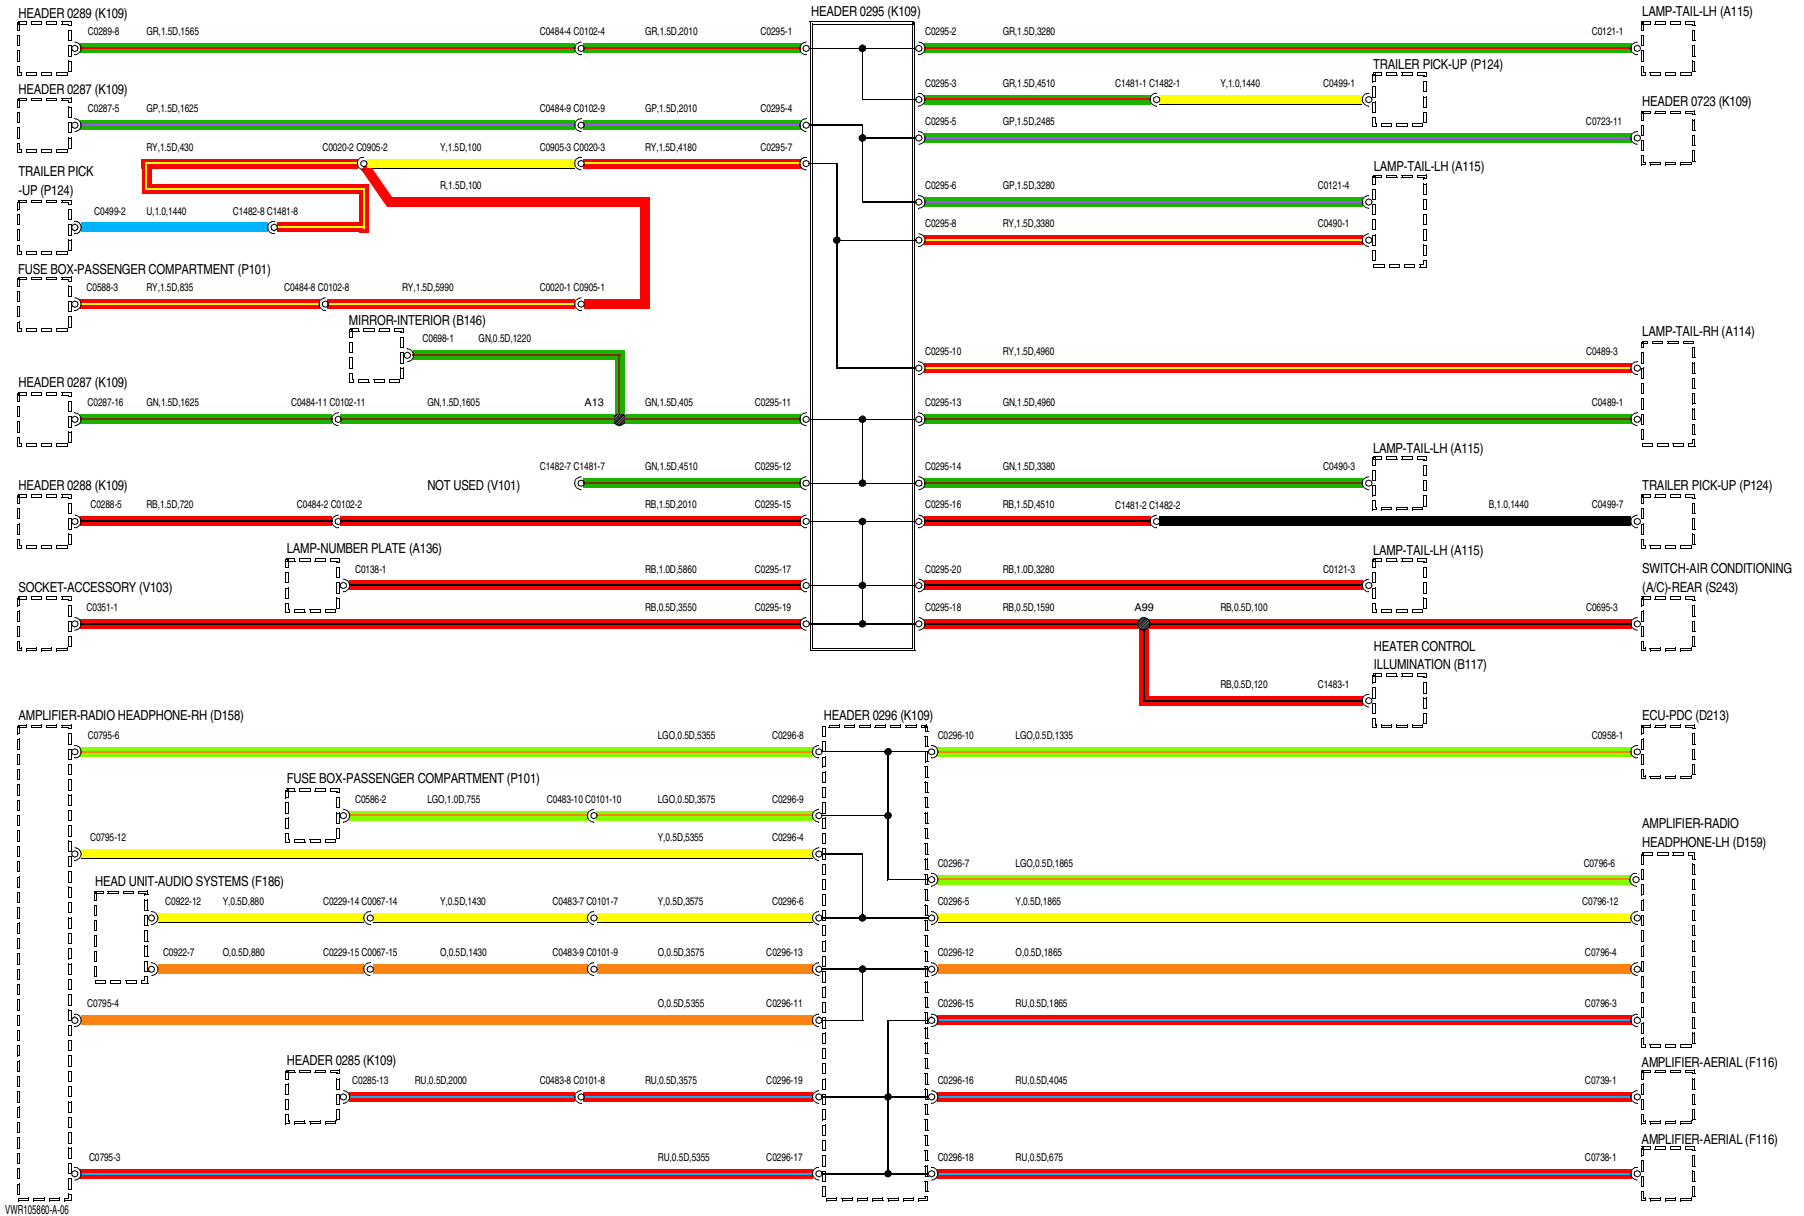 HEADER 0289 (K109)
HEADER 0295 (K109)
LAMP-TAIL-LH (A115)
C0289-8 GR,1.5D,1565 C0484-4 C0102-4 GR,1.5D,2010 C0295-1 C0295-2 GR,1.5D,3280 C0121-1
TRAILER PICK-UP (P124)
HEADER 0287 (K109)
C0295-3 GR,1.5D,4510 C1481-1 C1482-1 Y,1.0,1440 C0499-1
HEADER 0723 (K109)
C0287-5 GP,1.5D,1625 C0484-9 C0102-9 GP,1.5D,2010 C0295-4 C0295-5 GP,1.5D,2485 C0723-11
RY,1.5D,430 C0020-2 C0905-2 Y,1.5D,100 C0905-3 C0020-3 RY,1.5D,4180 C0295-7
LAMP-TAIL-LH (A115)
TRAILER PICK
-UP (P124)
R,1.5D,100 C0295-6 GP,1.5D,3280 C0121-4
C0499-2 U,1.0,1440 C1482-8 C1481-8 C0295-8 RY,1.5D,3380 C0490-1
FUSE BOX-PASSENGER COMPARTMENT (P101)
C0588-3 RY,1.5D,835 C0484-8 C0102-8 RY,1.5D,5990 C0020-1 C0905-1
MIRROR-INTERIOR (B146)
LAMP-TAIL-RH (A114)
C0698-1 GN,0.5D,1220
C0295-10 RY,1.5D,4960 C0489-3
HEADER 0287 (K109)
C0287-16 GN,1.5D,1625 C0484-11 C0102-11 GN,1.5D,1605 A13 GN,1.5D,405 C0295-11 C0295-13 GN,1.5D,4960 C0489-1
LAMP-TAIL-LH (A115)
C1482-7 C1481-7 GN,1.5D,4510 C0295-12 C0295-14 GN,1.5D,3380 C0490-3
NOT USED (V101)
HEADER 0288 (K109)
TRAILER PICK-UP (P124)
C0288-5 RB,1.5D,720 C0484-2 C0102-2 RB,1.5D,2010 C0295-15 C0295-16 RB,1.5D,4510 C1481-2 C1482-2 B,1.0,1440 C0499-7
LAMP-NUMBER PLATE (A136)
LAMP-TAIL-LH (A115)
C0138-1 RB,1.0D,5860 C0295-17 C0295-20 RB,1.0D,3280 C0121-3
SWITCH-AIR CONDITIONING
(A/C)-REAR (S243)
SOCKET-ACCESSORY (V103)
C0351-1 RB,0.5D,3550 C0295-19 C0295-18 RB,0.5D,1590 A99 RB,0.5D,100 C0695-3
HEATER CONTROL
ILLUMINATION (B117)
RB,0.5D,120 C1483-1
AMPLIFIER-RADIO HEADPHONE-RH (D158)
HEADER 0296 (K109)
ECU-PDC (D213)
C0795-6 LGO,0.5D,5355 C0296-8 C0296-10 LGO,0.5D,1335 C0958-1
FUSE BOX-PASSENGER COMPARTMENT (P101)
C0586-2 LGO,1.0D,755 C0483-10 C0101-10 LGO,0.5D,3575 C0296-9
AMPLIFIER-RADIO
HEADPHONE-LH (D159)
C0795-12 Y,0.5D,5355 C0296-4
C0296-7 LGO,0.5D,1865 C0796-6
HEAD UNIT-AUDIO SYSTEMS (F186)
C0922-12 Y,0.5D,880 C0229-14 C0067-14 Y,0.5D,1430 C0483-7 C0101-7 Y,0.5D,3575 C0296-6 C0296-5 Y,0.5D,1865 C0796-12
C0922-7 O,0.5D,880 C0229-15 C0067-15 O,0.5D,1430 C0483-9 C0101-9 O,0.5D,3575 C0296-13 C0296-12 O,0.5D,1865 C0796-4
C0795-4 O,0.5D,5355 C0296-11 C0296-15 RU,0.5D,1865 C0796-3
HEADER 0285 (K109)
AMPLIFIER-AERIAL (F116)
C0285-13 RU,0.5D,2000 C0483-8 C0101-8 RU,0.5D,3575 C0296-19 C0296-16 RU,0.5D,4045 C0739-1
AMPLIFIER-AERIAL (F116)
C0795-3 RU,0.5D,5355 C0296-17 C0296-18 RU,0.5D,675 C0738-1
VWR105860-A-06